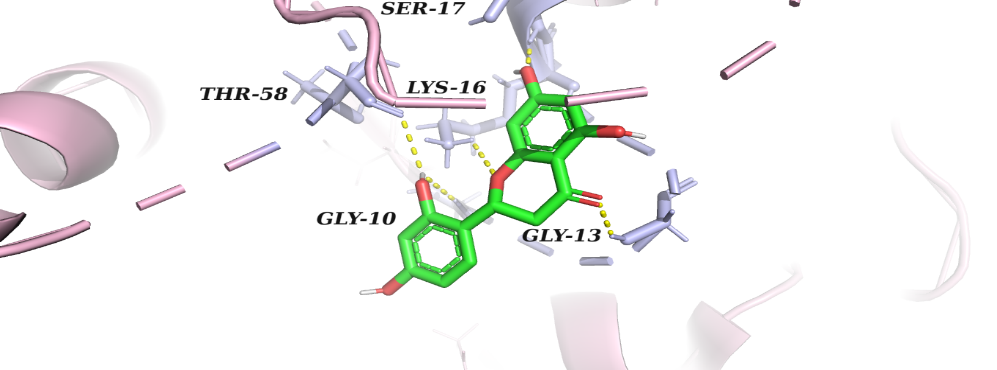 SER-17
THR-58
LYS-16
GLY-10
GLY-13